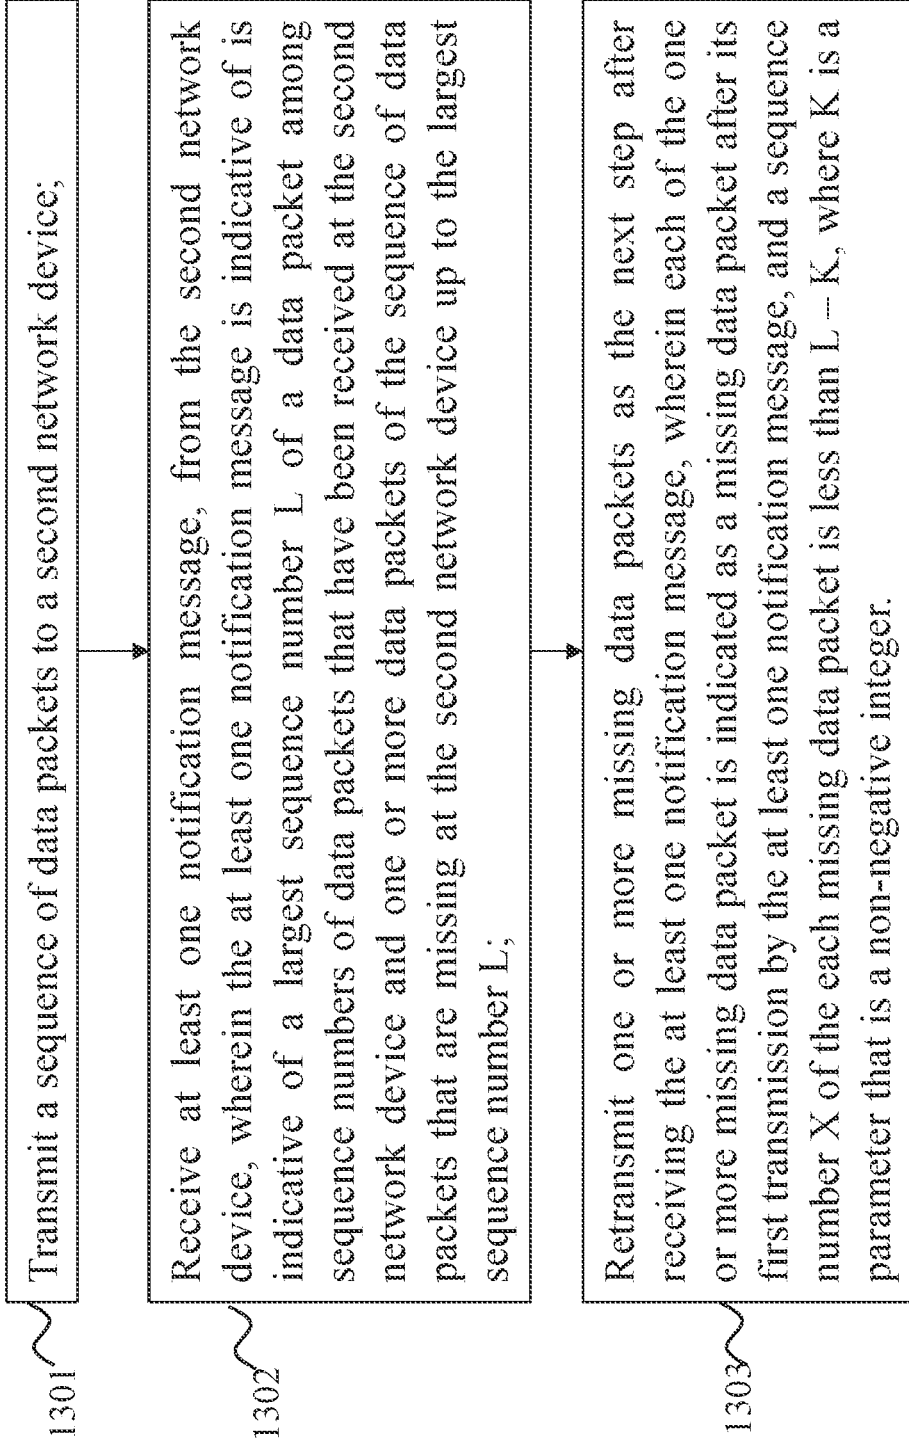 1301
Transmit a sequence of data packets to a second network device;
1302
Receive at least one notification message, from the second network
device, wherein the at least one notification message is indicative of is
indicative of a largest sequence number L of a data packet among
sequence numbers of data packets that have been received at the second
network device and one or more data packets of the sequence of data
packets that are missing at the second network device up to the largest
sequence number L;
1303
Retransmit one or more missing data packets as the next step after
receiving the at least one notification message, wherein each of the one
or more missing data packet is indicated as a missing data packet after its
first transmission by the at least one notification message, and a sequence
number X of the each missing data packet is less than L – K, where K is a
parameter that is a non-negative integer.